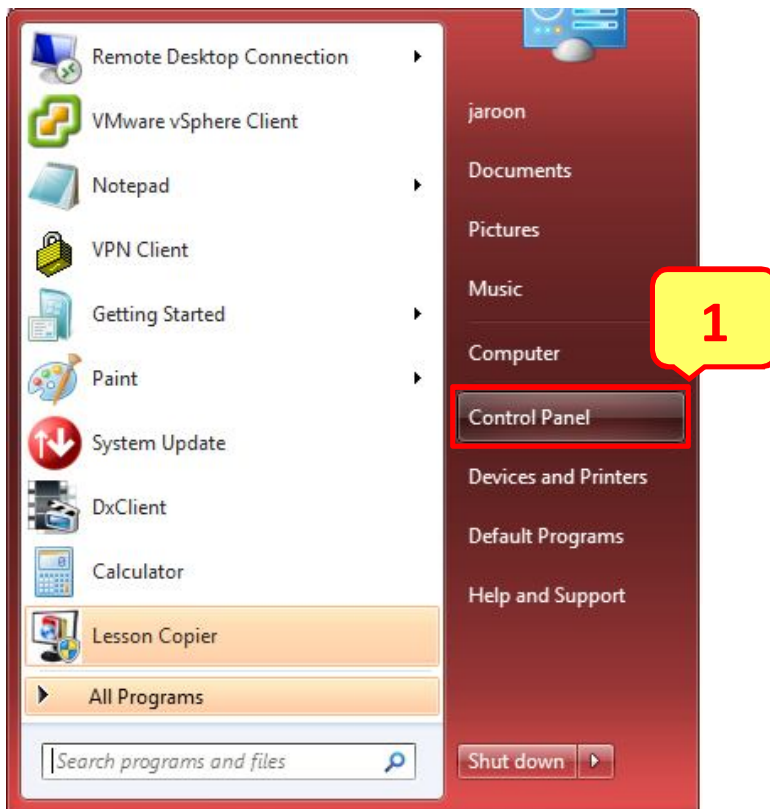 Remote Desktop Connection
VMware vSphere Client
Notepad
VPN Client
Getting Started
Paint
System Update
DxClient
Calculator
Lesson Copier
All Programs
Search programs and files
jaroon
Documents
Pictures
Music
Computer
Control Panel
Devices and Printers
Default Programs
Help and Support
Shut down
1